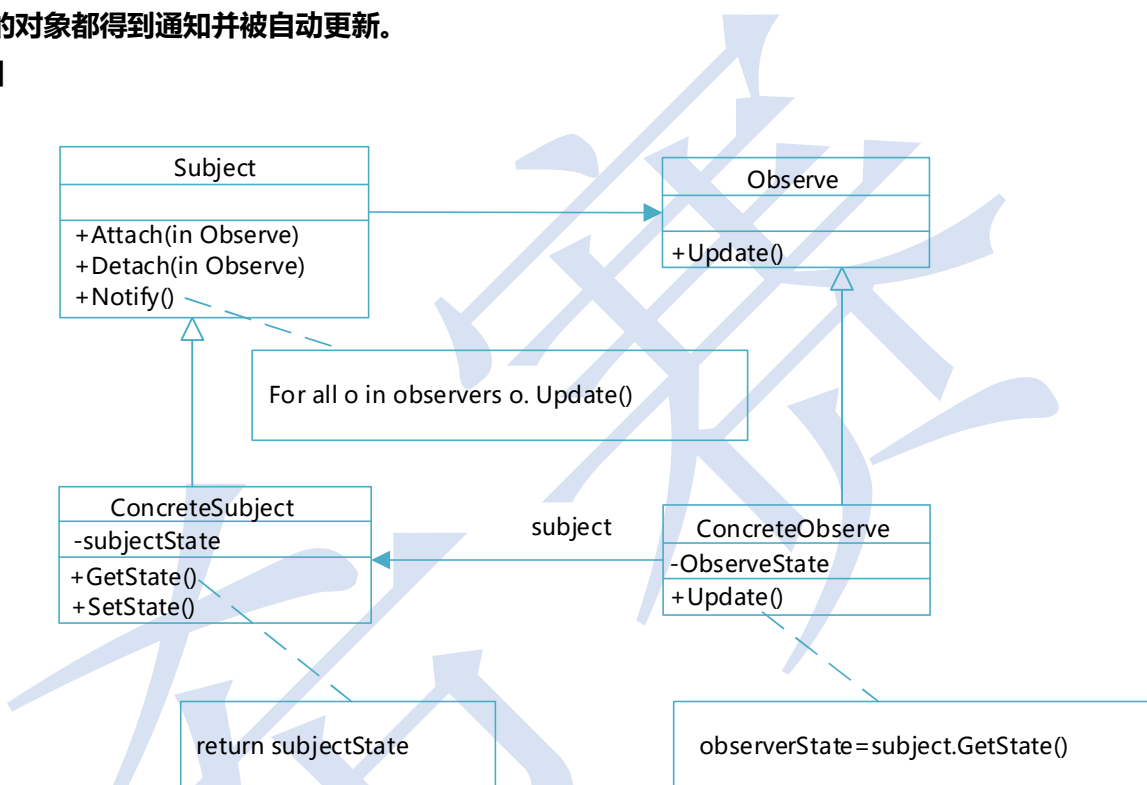 的对象都得到通知并被自动更新。
Subject
+Attach(in Observe)
+Detach(in Observe)
+Notify()
Observe
+Update()
For all o in observers o. Update()
ConcreteSubject
-subjectState
+GetState()
+SetState()
subject
ConcreteObserve
-ObserveState
+Update()
return subjectState
observerState=subject.GetState()